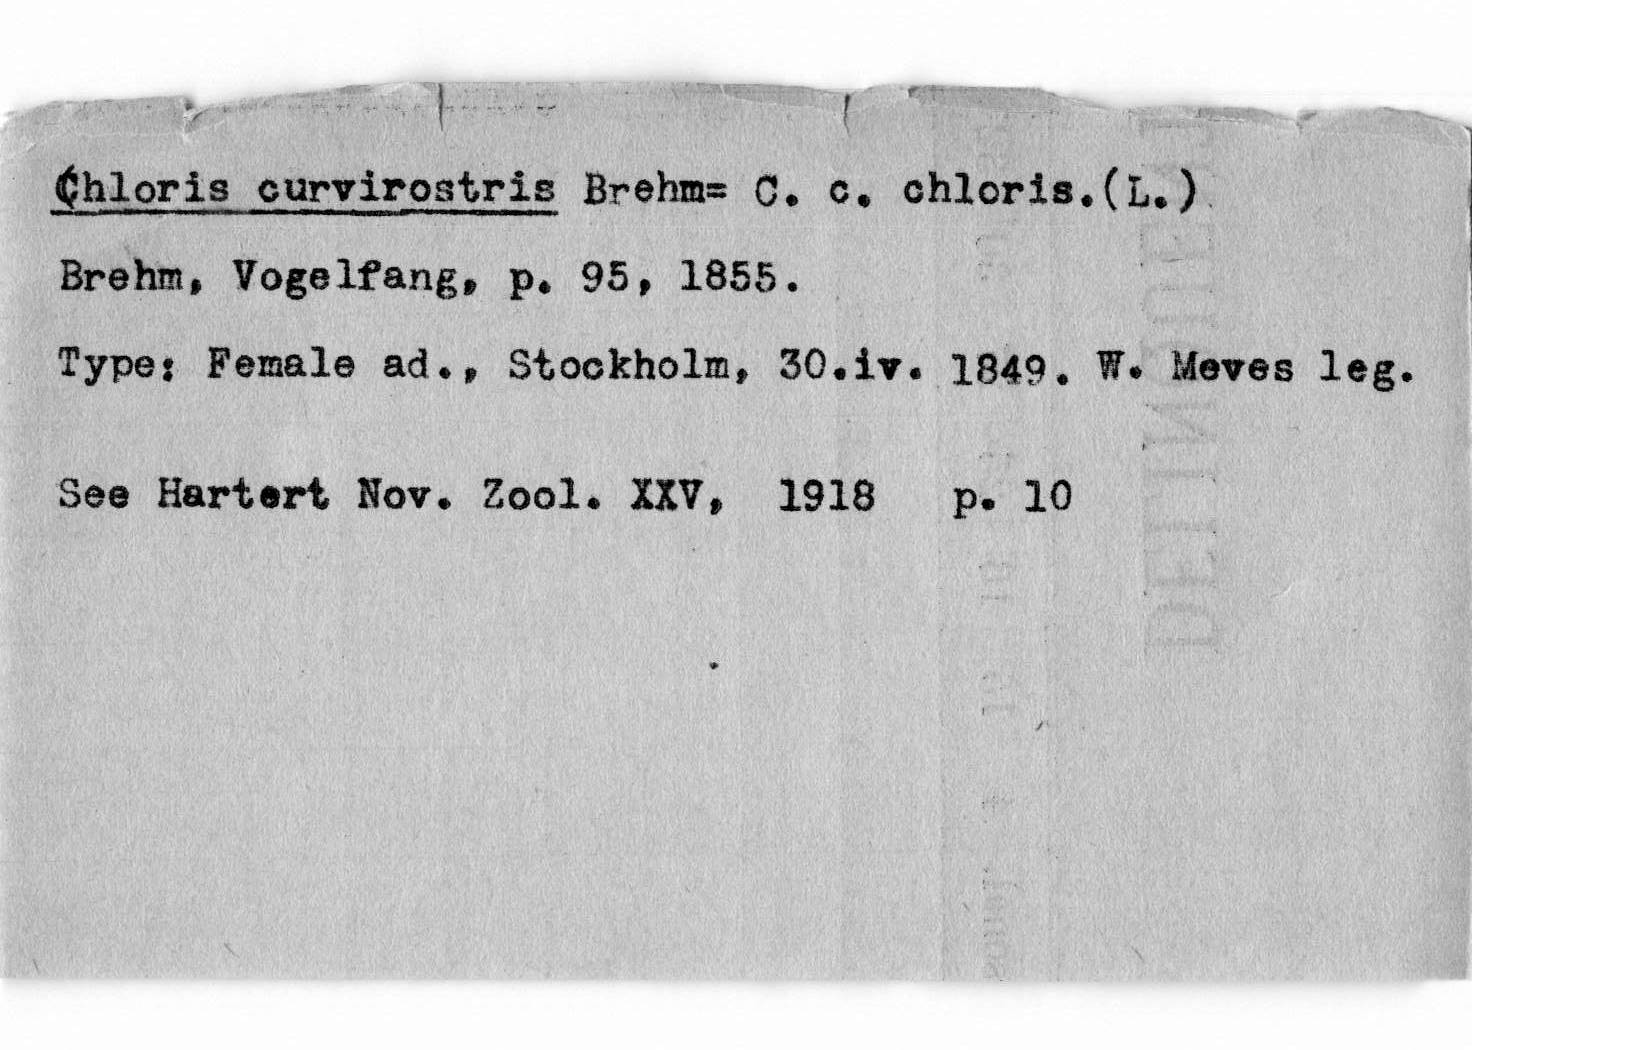 Chloris curvirostris Brehm= C. c. chloris.(L.)
Brehm, Vogelfang, p. 95, 1855.
Type: Female ad., Stockholm, 30.iv. 1849. W. Meves leg.
See Hartert Nov. Zool. XXV, 1918 p. 10